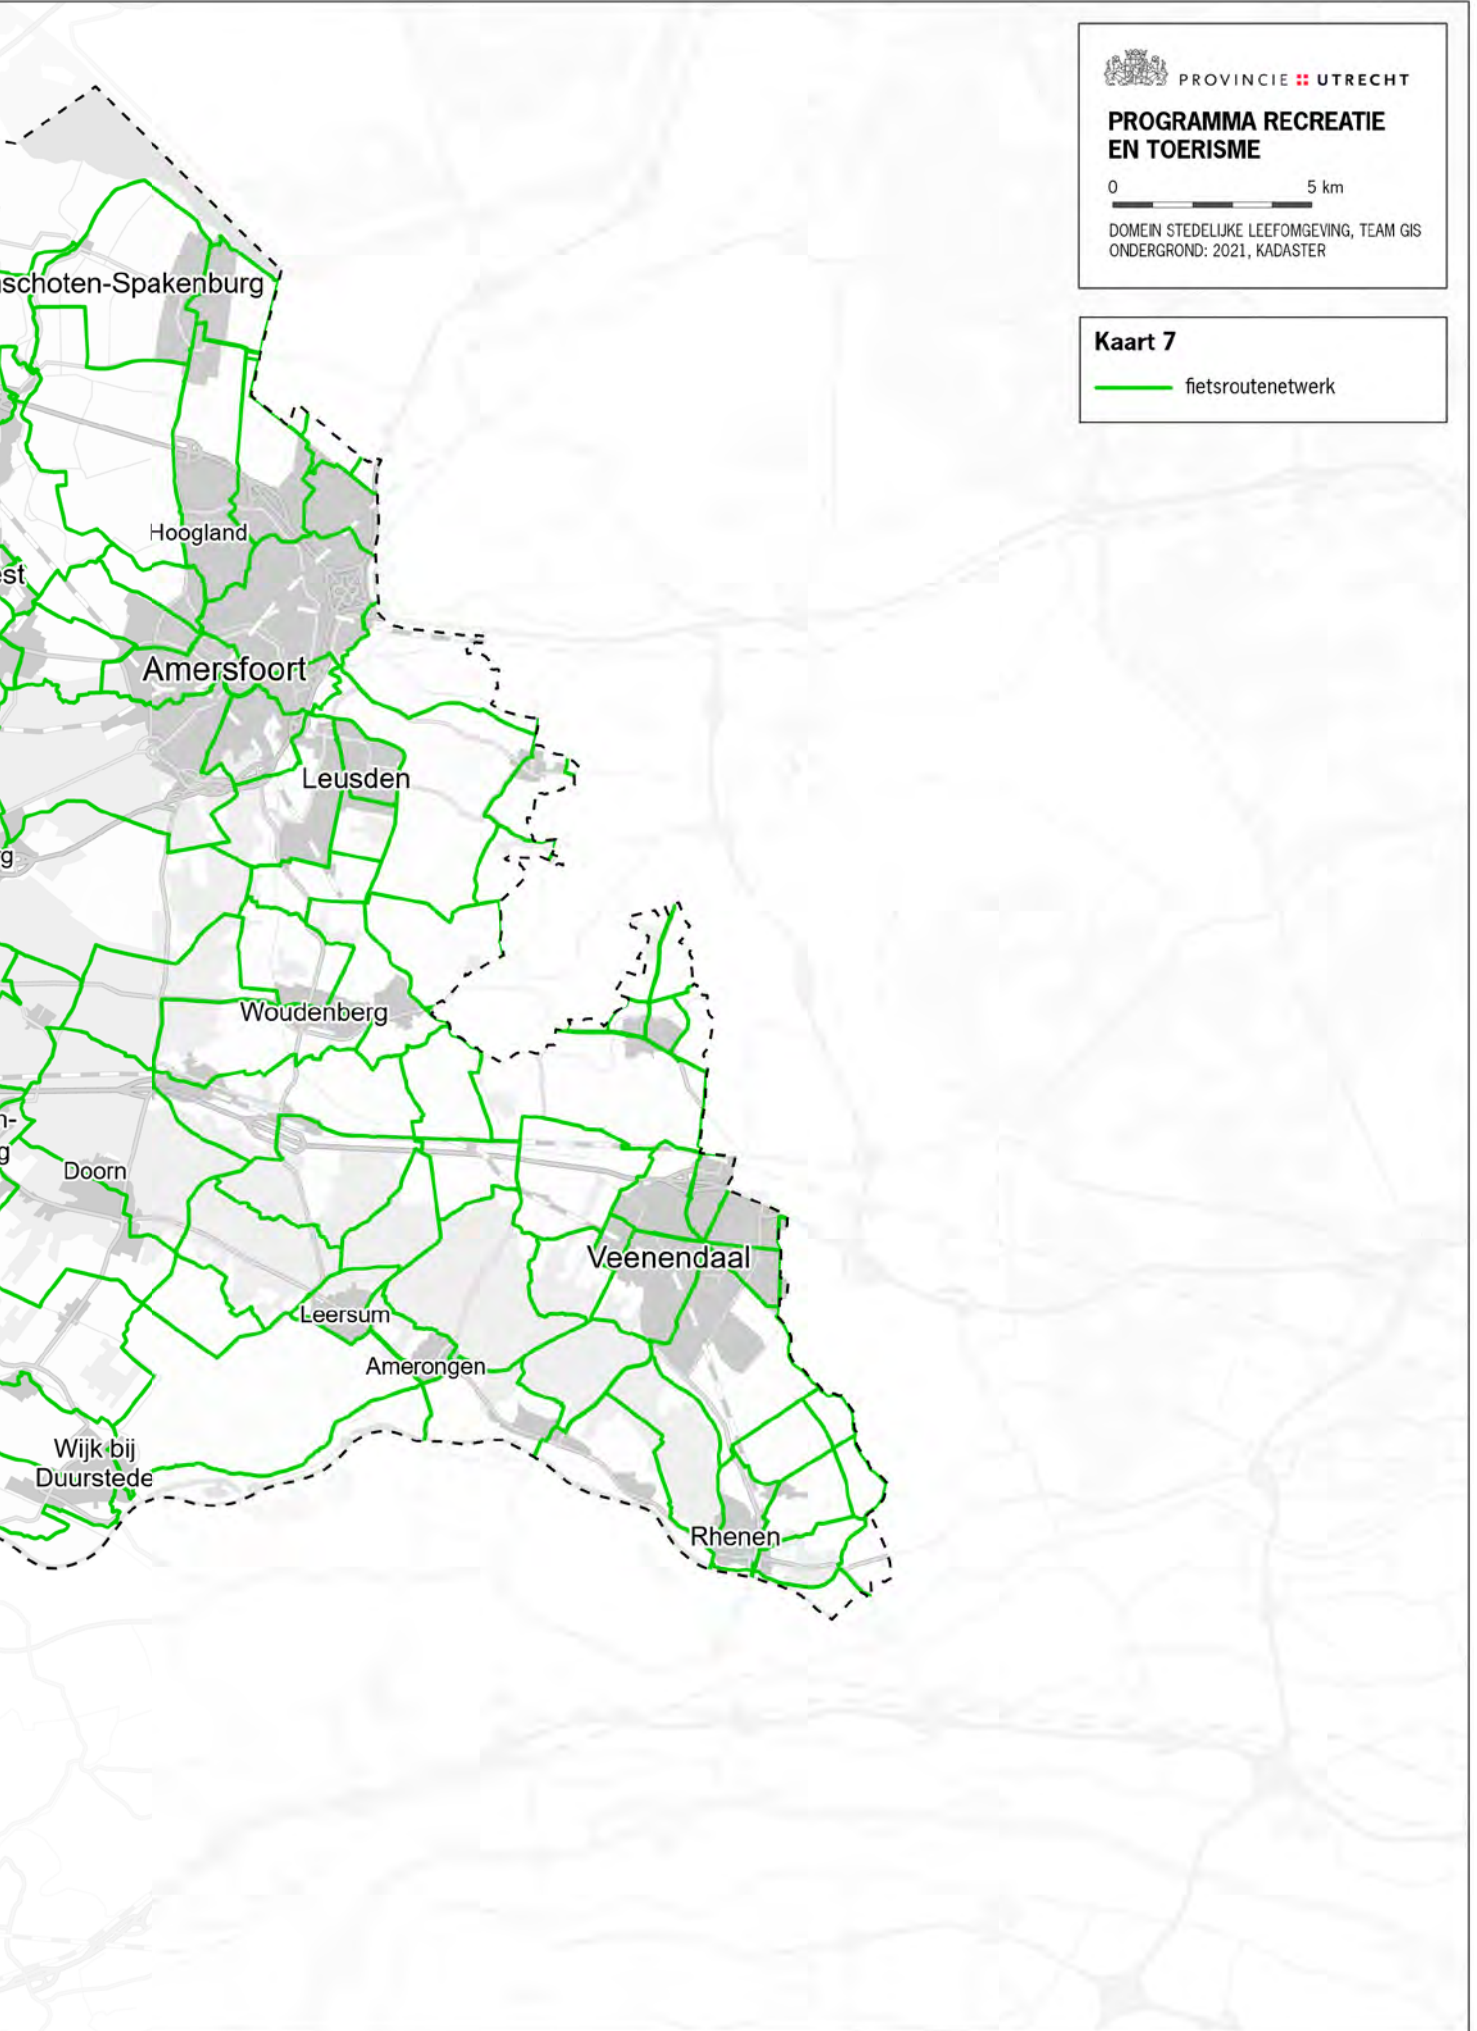 PROVINCIE UTRECHT
PROGRAMMA RECREATIE
EN TOERISME
0 5 km
DOMEIN STEDELIJKE LEEFOMGEVING, TEAM GIS
ONDERGROND: 2021, KADASTER
Kaart 7
fietsroutenetwerk
schoten-Spakenburg
Hoogland
est
Amersfoort
Leusden
g
Woudenberg
n-
g
Doorn
Veenendaal
Leersum
Amerongen
Wijk bij
Duurstede
Rhenen